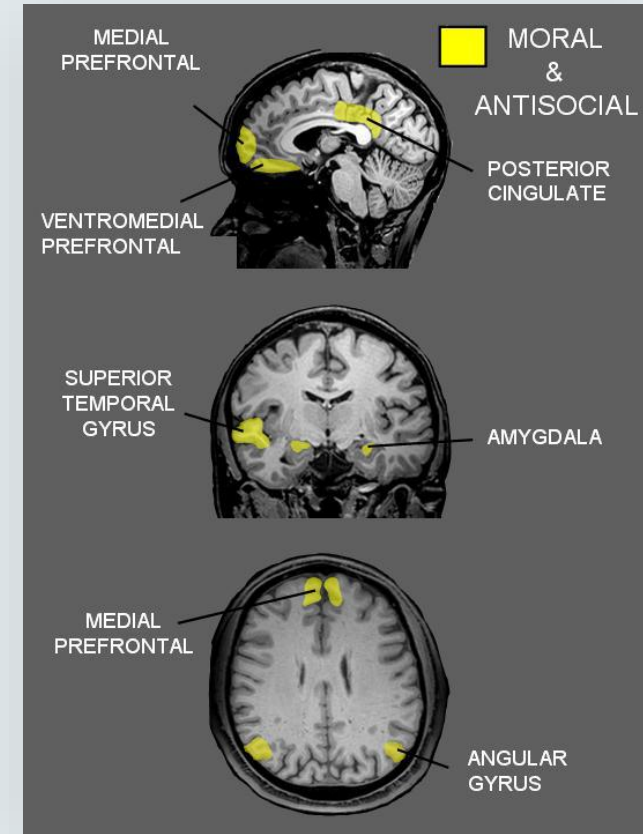 MEDIAL
PREFRONTAL
MORAL
&
ANTISOCIAL
POSTERIOR
CINGULATE
VENTROMEDIAL
PREFRONTAL
SUPERIOR
TEMPORAL
GYRUS
AMYGDALA
MEDIAL
PREFRONTAL
ANGULAR
GYRUS